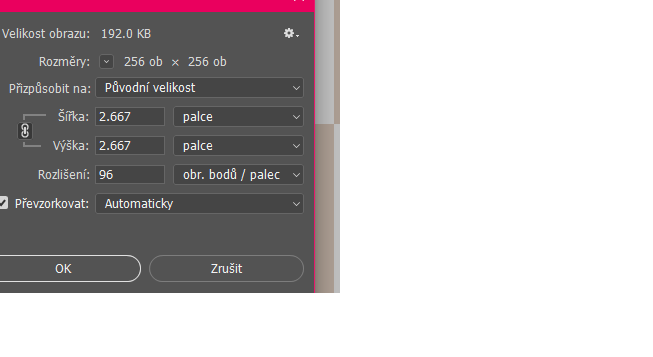 Velikost obrazu: 192.0 KB
Rozměry: 256 ob × 256 ob
Přizpůsobit na: Původní velikost
Šířka: 2.667 palce
Výška: 2.667 palce
Rozlišení: 96 obr. bodů / palec
Převzorkovat: Automaticky
OK Zrušit